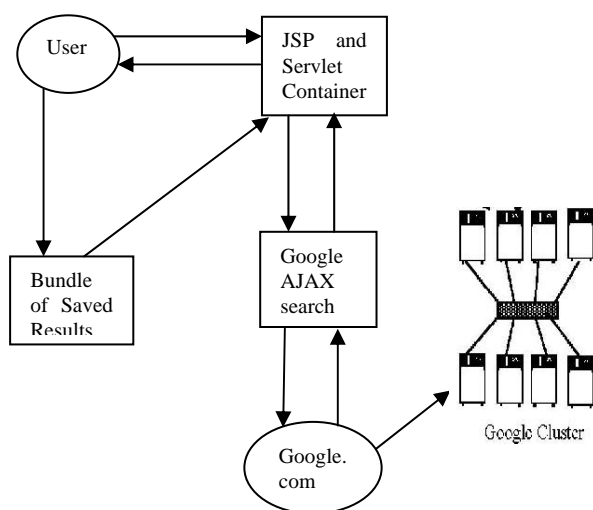 User
JSP and
Servlet
Container
Bundle
of Saved
Results
Google
AJAX
search
Google.
com
Google Cluster